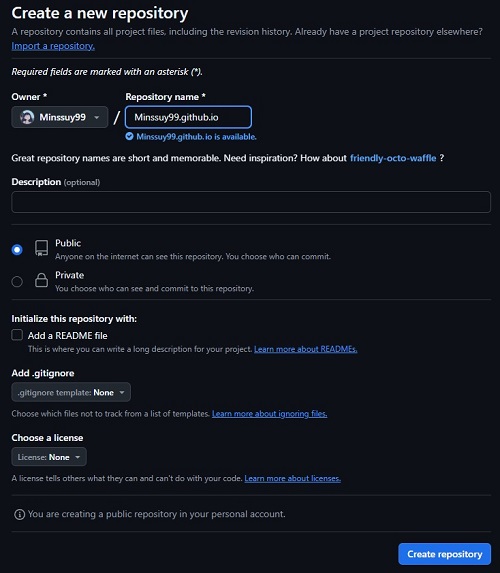 Create a new repository
A repository contains all project files, including the revision history. Already have a project repository elsewhere?
Import a repository.
Required fields are marked with an asterisk (*).
Owner *
Repository name *
Minssuy99
/
Minssuy99.github.io
Minssuy99.github.io is available.
Great repository names are short and memorable. Need inspiration? How about friendly-octo-waffle ?
Description (optional)
Public
Anyone on the internet can see this repository. You choose who can commit.
Private
You choose who can see and commit to this repository.
Initialize this repository with:
Add a README file
This is where you can write a long description for your project. Learn more about READMEs.
Add .gitignore
.gitignore template: None
Choose which files not to track from a list of templates. Learn more about ignoring files.
Choose a license
License: None
A license tells others what they can and can't do with your code. Learn more about licenses.
You are creating a public repository in your personal account.
Create repository